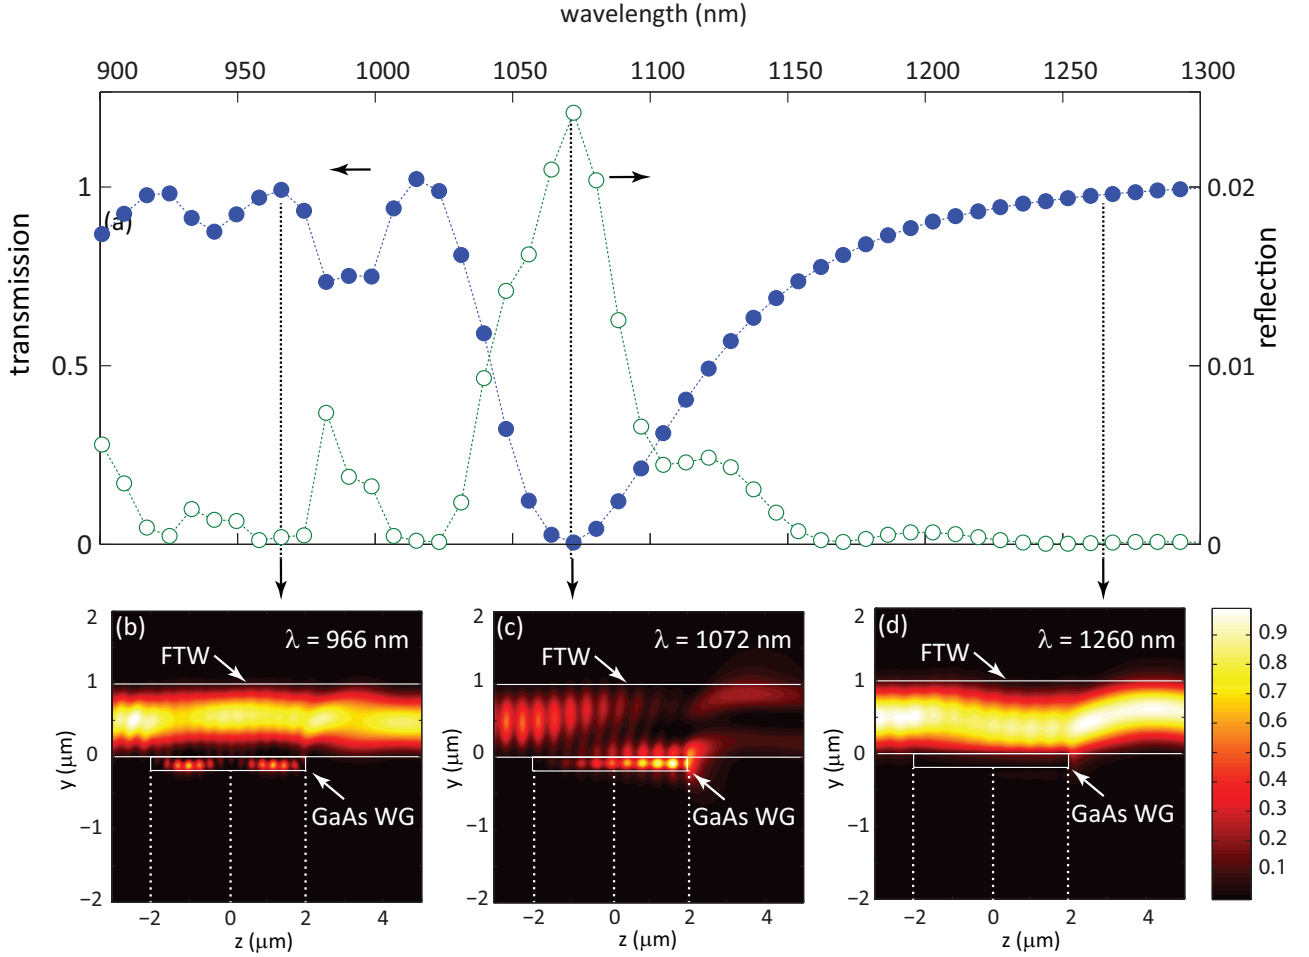 wavelength (nm)
900 950 1000 1050 1100 1150 1200 1250 1300
transmission
1
0.5
0
(a)
0.02
0.01
0
reflection
(b) λ = 966 nm
FTW
GaAs WG
y (μm)
2
1
0
−1
−2
−2 0 2 4
z (μm)
(c) λ = 1072 nm
FTW
GaAs WG
y (μm)
2
1
0
−1
−2
−2 0 2 4
z (μm)
(d) λ = 1260 nm
FTW
GaAs WG
y (μm)
2
1
0
−1
−2
−2 0 2 4
z (μm)
0.9
0.8
0.7
0.6
0.5
0.4
0.3
0.2
0.1